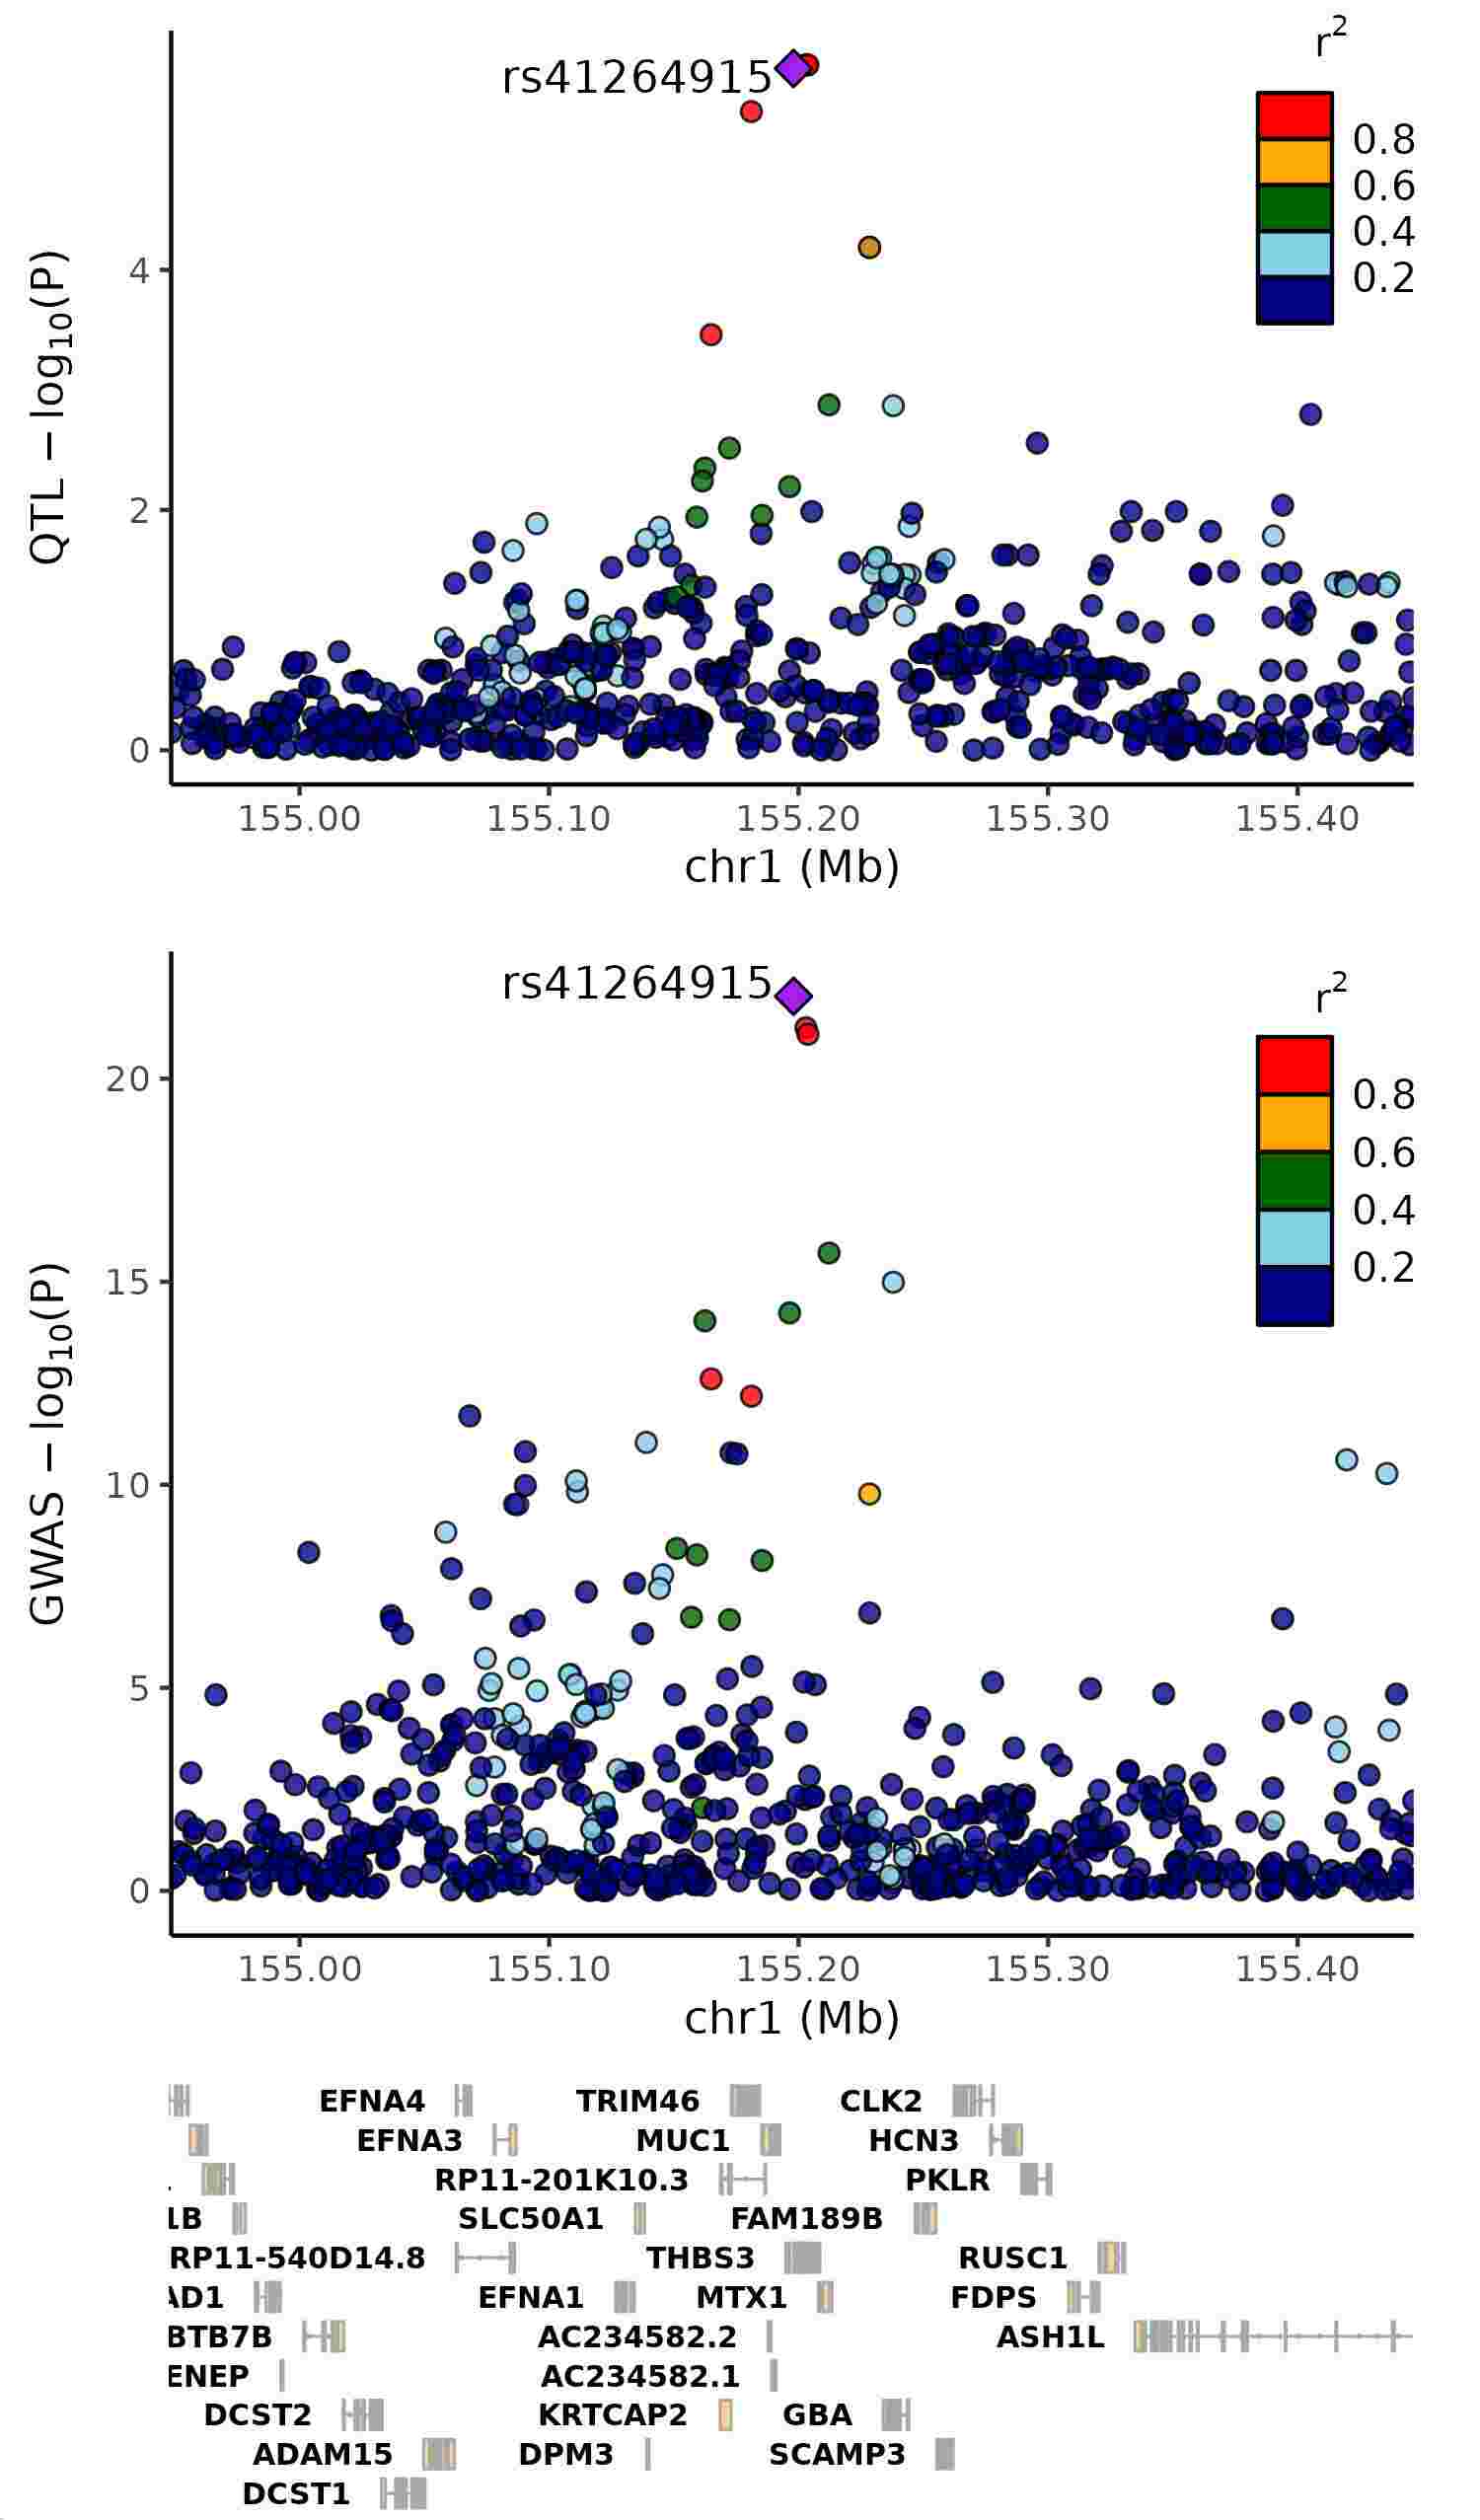 rs41264915
r2
0.8
0.6
0.4
0.2
QTL −log10(P)
4
2
0
155.00 155.10 155.20 155.30 155.40
chr1 (Mb)
rs41264915
r2
0.8
0.6
0.4
0.2
GWAS −log10(P)
20
15
10
5
0
155.00 155.10 155.20 155.30 155.40
chr1 (Mb)
EFNA4 TRIM46 CLK2
EFNA3 MUC1 HCN3
RP11-201K10.3 PKLR
LB SLC50A1 FAM189B
RP11-540D14.8 THBS3 RUSC1
AD1 EFNA1 MTX1 FDPS
BTB7B AC234582.2 ASH1L
ENEP AC234582.1
DCST2 KRTCAP2 GBA
ADAM15 DPM3 SCAMP3
DCST1